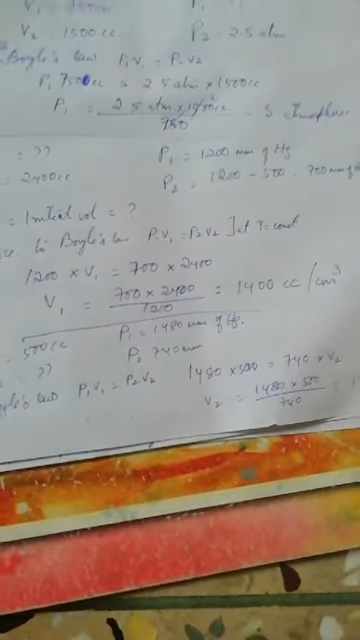 V₂ = 1500 cc   P₂ = 2.5 atm
Boyle's law P₁V₁ = P₂V₂
P₁ 750cc = 2.5 atm × 1500cc
P₁ = 2.5 atm × 1500cc / 750 = 5 atmosphere
= ??   P₁ = 1200 mm of Hg
= 2400cc.   P₂ = 1200 - 500 = 700 mm of
= Initial vol = ?
to Boyle's law P₁V₁ = P₂V₂ ] at T = const
1200 × V₁ = 700 × 2400
V₁ = 700 × 2400 / 1200 = 1400 cc / cm³
500cc   P₁ = 1480 mm of Hg.
P₂ 740 mm
= ??
Boyle's law P₁V₁ = P₂V₂   1480 × 500 = 740 × V₂
V₂ = 1480 × 500 / 740 =